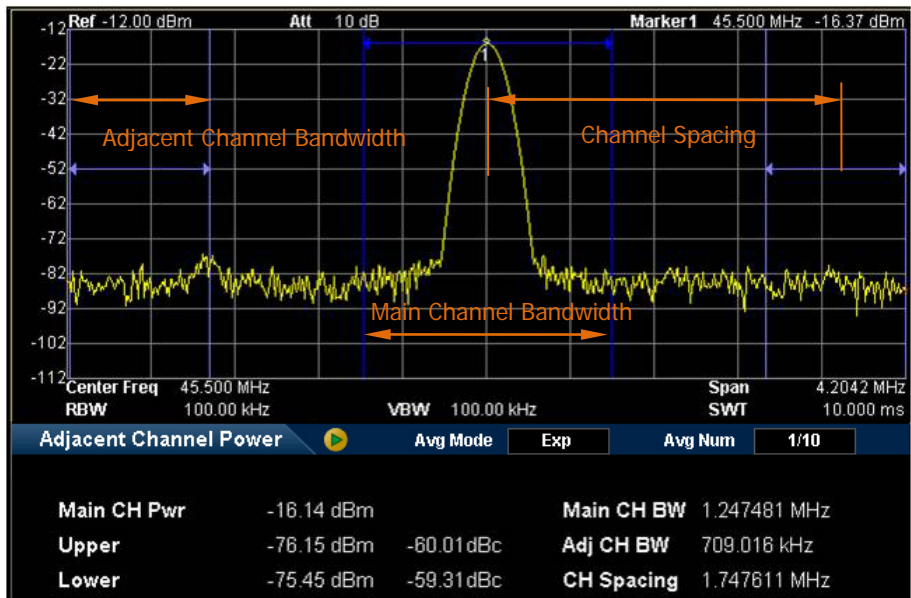 Ref -12.00 dBm Att 10 dB Marker1 45.500 MHz -16.37 dBm
-12
1
-22
-32
Adjacent Channel Bandwidth Channel Spacing
-42
-52
-62
-72
-82
-92
Main Channel Bandwidth
-102
-112
Center Freq 45.500 MHz Span 4.2042 MHz
RBW 100.00 kHz VBW 100.00 kHz SWT 10.000 ms
Adjacent Channel Power Avg Mode Exp Avg Num 1/10
Main CH Pwr -16.14 dBm Main CH BW 1.247481 MHz
Upper -76.15 dBm -60.01dBc Adj CH BW 709.016 kHz
Lower -75.45 dBm -59.31dBc CH Spacing 1.747611 MHz